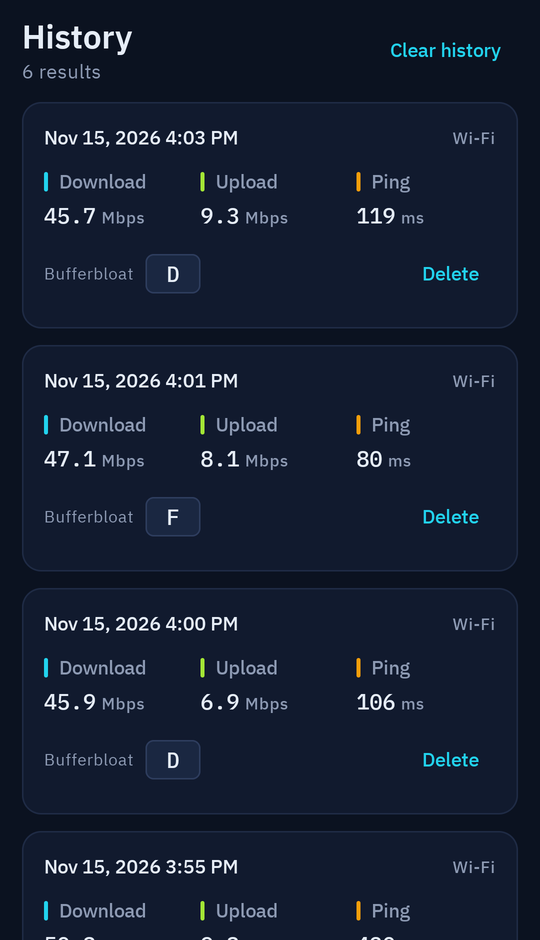 History
6 results
Clear history
Nov 15, 2026 4:03 PM
Wi-Fi
Download Upload Ping
45.7 Mbps 9.3 Mbps 119 ms
Bufferbloat D Delete
Nov 15, 2026 4:01 PM
Wi-Fi
Download Upload Ping
47.1 Mbps 8.1 Mbps 80 ms
Bufferbloat F Delete
Nov 15, 2026 4:00 PM
Wi-Fi
Download Upload Ping
45.9 Mbps 6.9 Mbps 106 ms
Bufferbloat D Delete
Nov 15, 2026 3:55 PM
Wi-Fi
Download Upload Ping